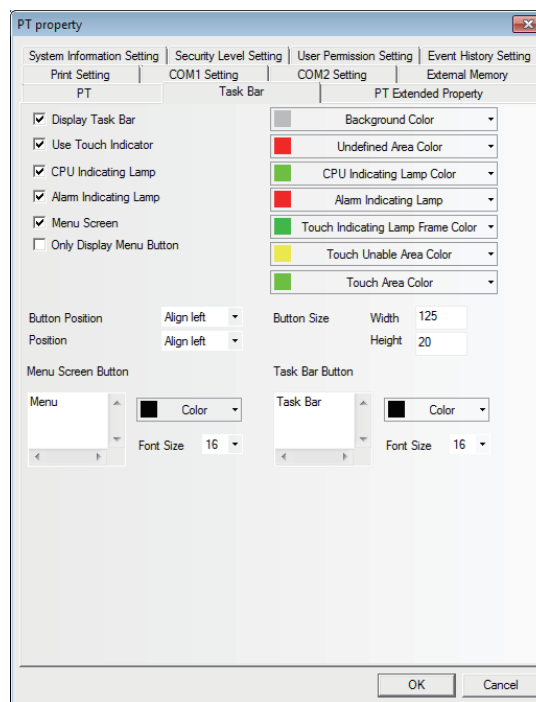 PT property
System Information Setting Security Level Setting User Permission Setting Event History Setting
Print Setting COM1 Setting COM2 Setting External Memory
PT Task Bar PT Extended Property
Display Task Bar Background Color
Use Touch Indicator Undefined Area Color
CPU Indicating Lamp CPU Indicating Lamp Color
Alarm Indicating Lamp Alarm Indicating Lamp
Menu Screen Touch Indicating Lamp Frame Color
Only Display Menu Button Touch Unable Area Color
Touch Area Color
Button Position Align left Button Size Width 125
Position Align left Height 20
Menu Screen Button Task Bar Button
Menu Color Task Bar Color
Font Size 16 Font Size 16
OK Cancel